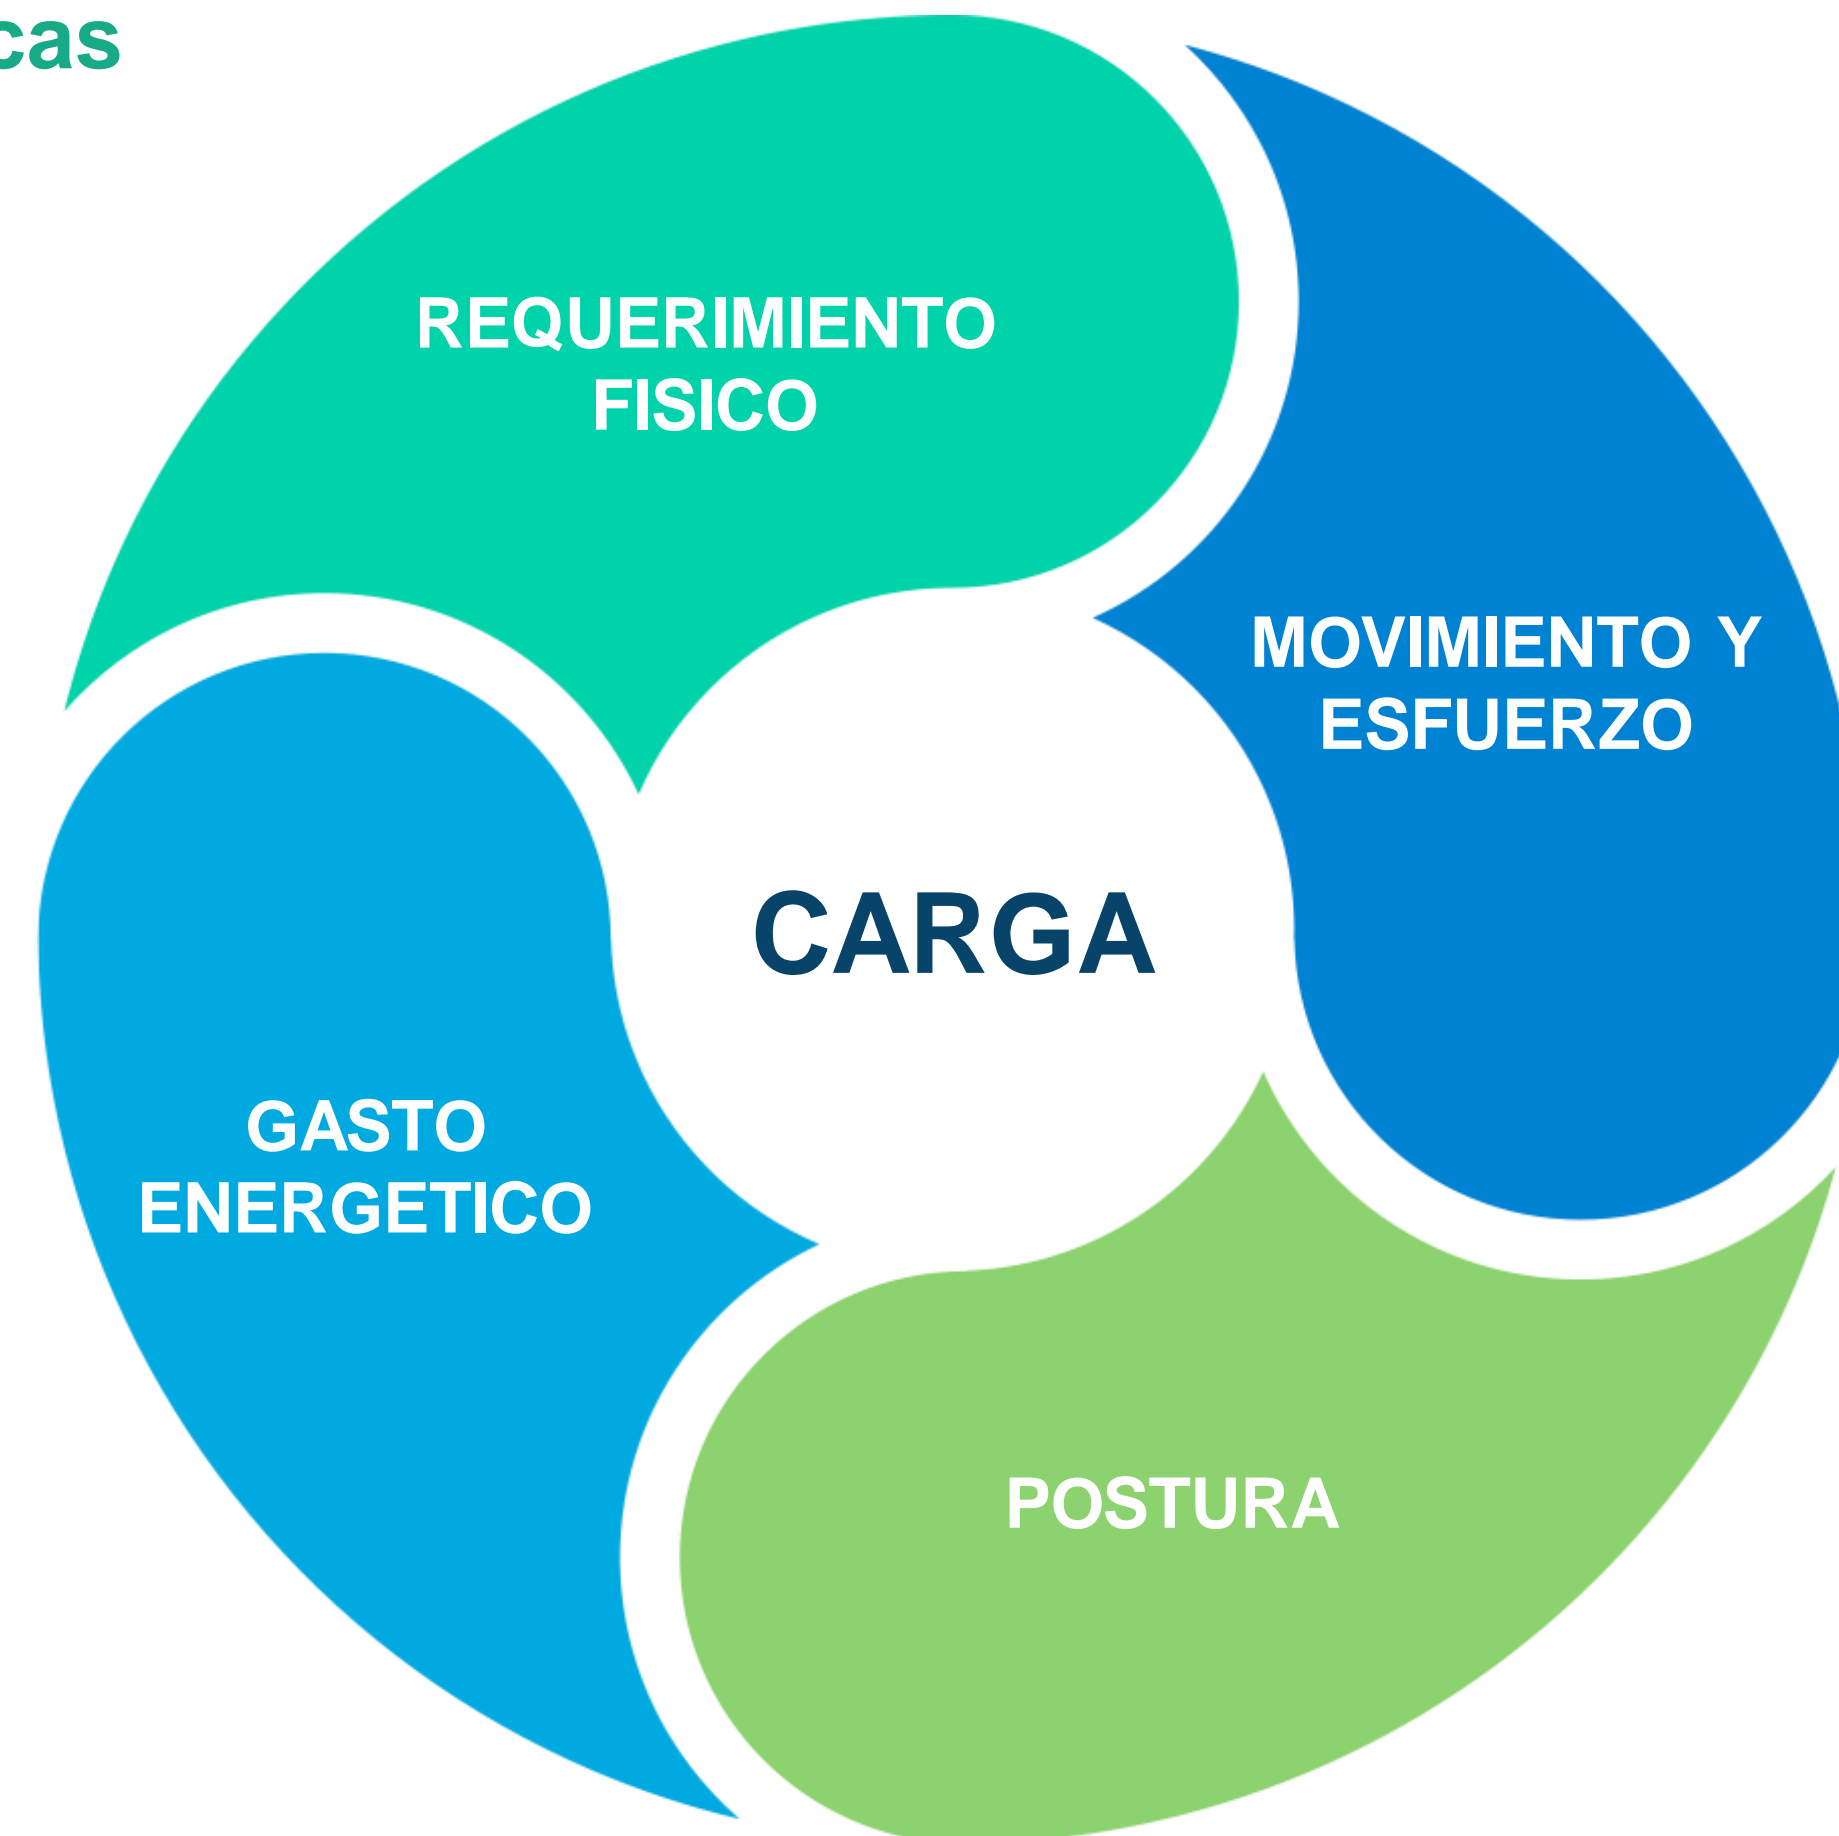 cas
REQUERIMIENTO
FISICO
MOVIMIENTO Y
ESFUERZO
CARGA
GASTO
ENERGETICO
POSTURA